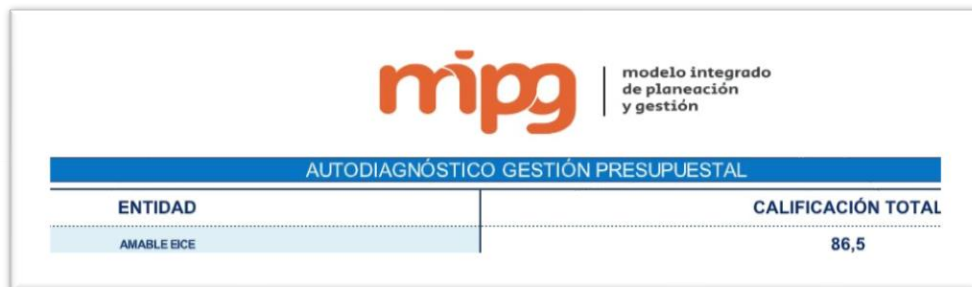 mipg
modelo integrado
de planeación
y gestión
AUTODIAGNÓSTICO GESTIÓN PRESUPUESTAL
ENTIDAD CALIFICACIÓN TOTAL
AMABLE EICE 86,5